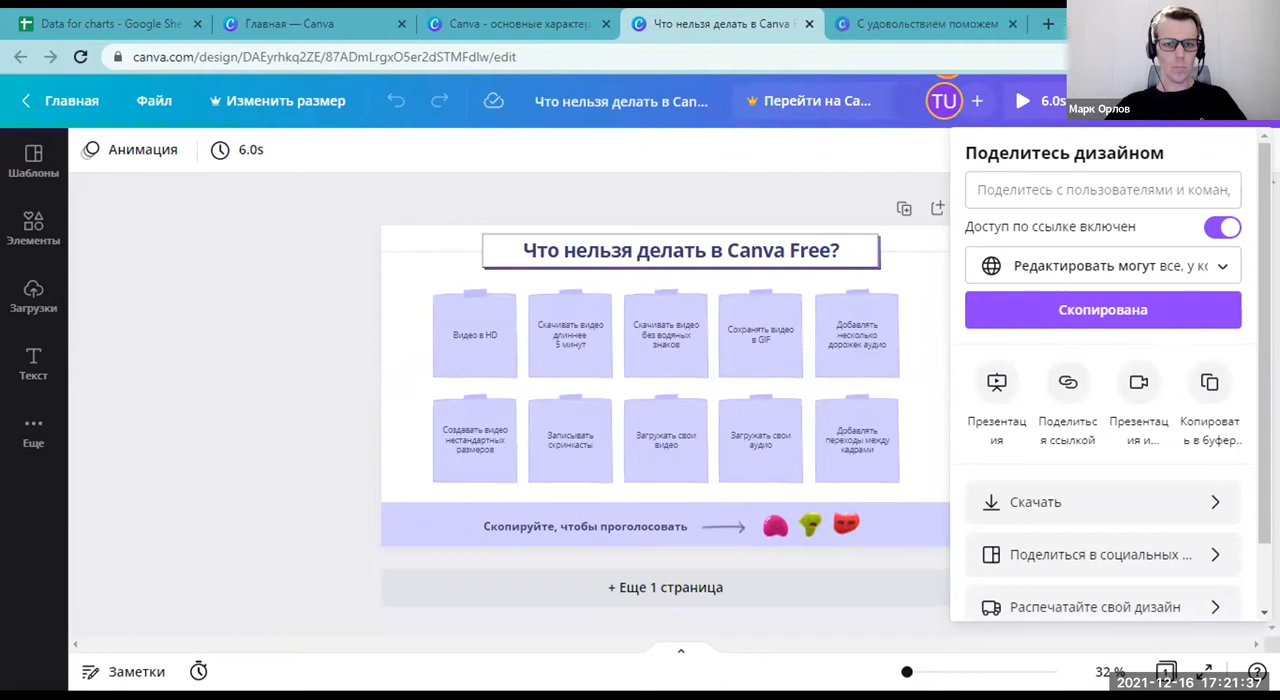 Data for charts - Google She
Главная — Canva
Canva - основные характер
Что нельзя делать в Canva F
С удовольствием поможем
canva.com/design/DAEyrhkq2ZE/87ADmLrgxO5er2dSTMFdlw/edit
Главная
Файл
Изменить размер
Что нельзя делать в Can...
Перейти на Ca...
TU
6.0s
Марк Орлов
Шаблоны
Элементы
Загрузки
Текст
Еще
Анимация
6.0s
Что нельзя делать в Canva Free?
Видео в HD
Скачивать видео
длиннее
5 минут
Скачивать видео
без водяных
знаков
Сохранять видео
в GIF
Добавлять
несколько
дорожек аудио
Создавать видео
нестандартных
размеров
Записывать
скринкасты
Загружать свои
видео
Загружать свои
аудио
Добавлять
переходы между
кадрами
Скопируйте, чтобы проголосовать
+ Еще 1 страница
Поделитесь дизайном
Поделитесь с пользователями и коман,
Доступ по ссылке включен
Редактировать могут все, у кс
Скопирована
Презентац
ия
Поделитьс
я ссылкой
Презентац
ия и...
Копироват
ь в буфер..
Скачать
Поделиться в социальных ...
Распечатайте свой дизайн
Заметки
32 %
1
2021-12-16 17:21:37